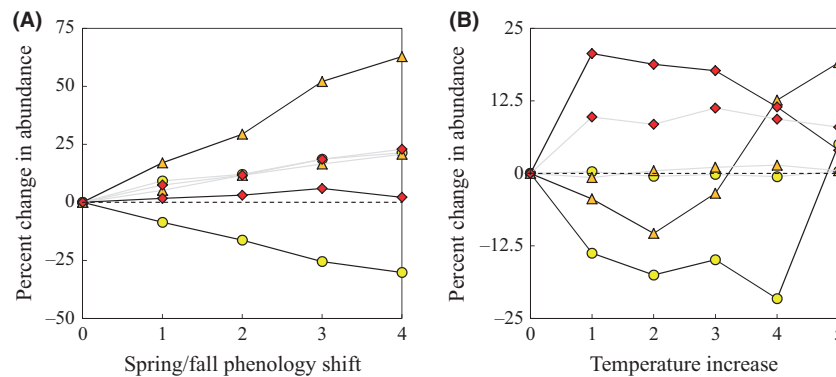 (A)
75
50
25
0
−25
−50
0 1 2 3 4
Percent change in abundance
Spring/fall phenology shift
(B)
25
12.5
0
−12.5
−25
0 1 2 3 4
Percent change in abundance
Temperature increase